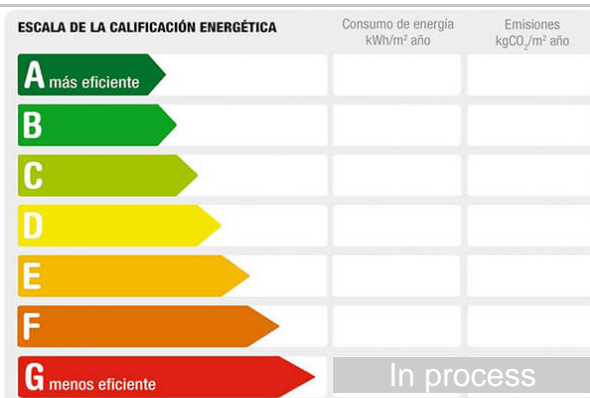 ESCALA DE LA CALIFICACIÓN ENERGÉTICA
Consumo de energía
kWh/m² año
Emisiones
kgCO₂/m² año
A más eficiente
B
C
D
E
F
G menos eficiente
In process